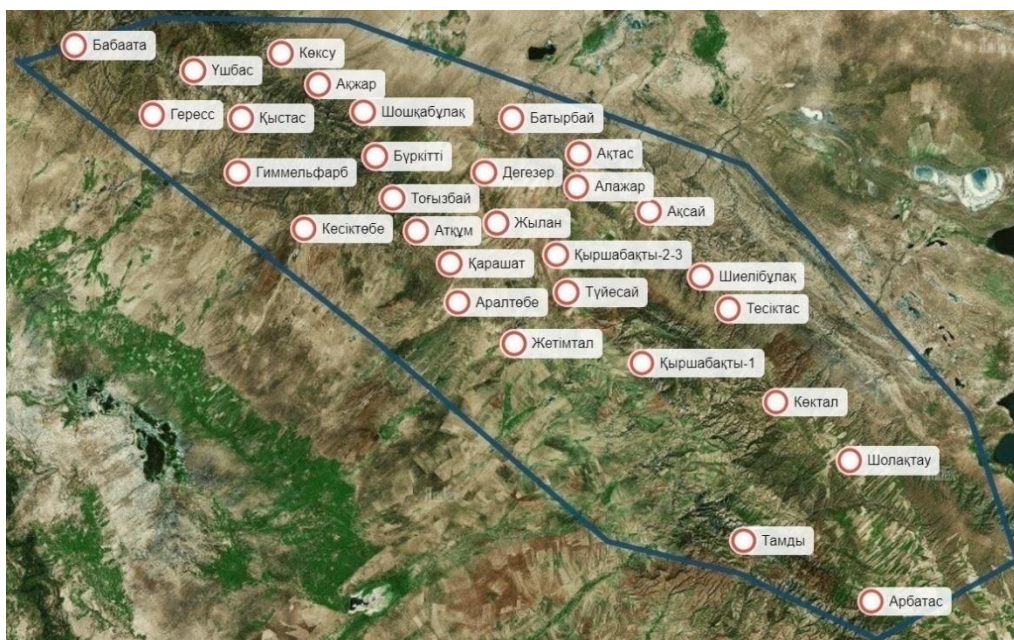 Бабаата
Көксу
Үшбас
Ақжар
Шошқабұлақ
Гересс
Қыстас
Батырбай
Бүркітті
Ақтас
Гиммельфарб
Дегезер
Алажар
Тоғызбай
Ақсай
Жылан
Кесіктөбе
Атқұм
Қыршабақты-2-3
Қарашат
Шиелібұлақ
Түйесай
Аралтөбе
Тесіктас
Жетімтал
Қыршабақты-1
Көктал
Шолақтау
Тамды
Арбатас